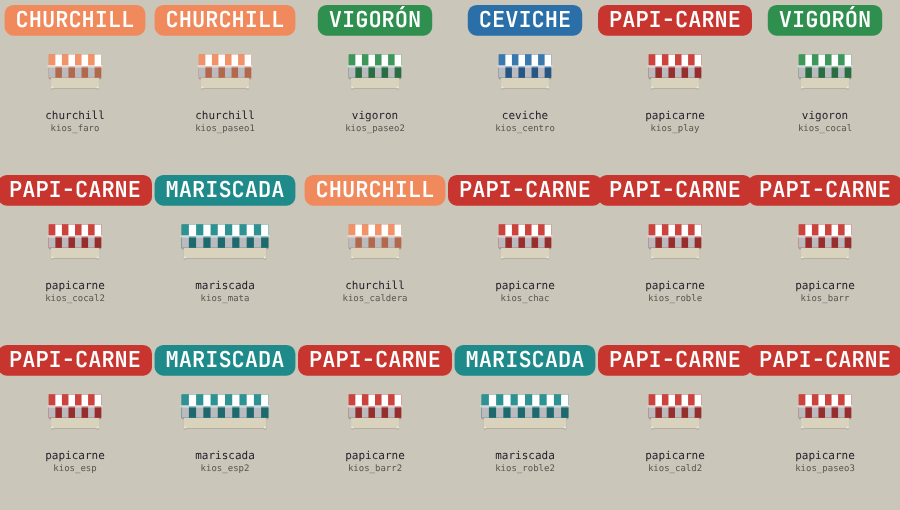 CHURCHILL CHURCHILL VIGORÓN CEVICHE PAPI-CARNE VIGORÓN
churchill churchill vigoron ceviche papicarne vigoron
kios_faro kios_paseo1 kios_paseo2 kios_centro kios_play kios_cocal
PAPI-CARNE MARISCADA CHURCHILL PAPI-CARNE PAPI-CARNE PAPI-CARNE
papicarne mariscada churchill papicarne papicarne papicarne
kios_cocal2 kios_mata kios_caldera kios_chac kios_roble kios_barr
PAPI-CARNE MARISCADA PAPI-CARNE MARISCADA PAPI-CARNE PAPI-CARNE
papicarne mariscada papicarne mariscada papicarne papicarne
kios_esp kios_esp2 kios_barr2 kios_roble2 kios_cald2 kios_paseo3